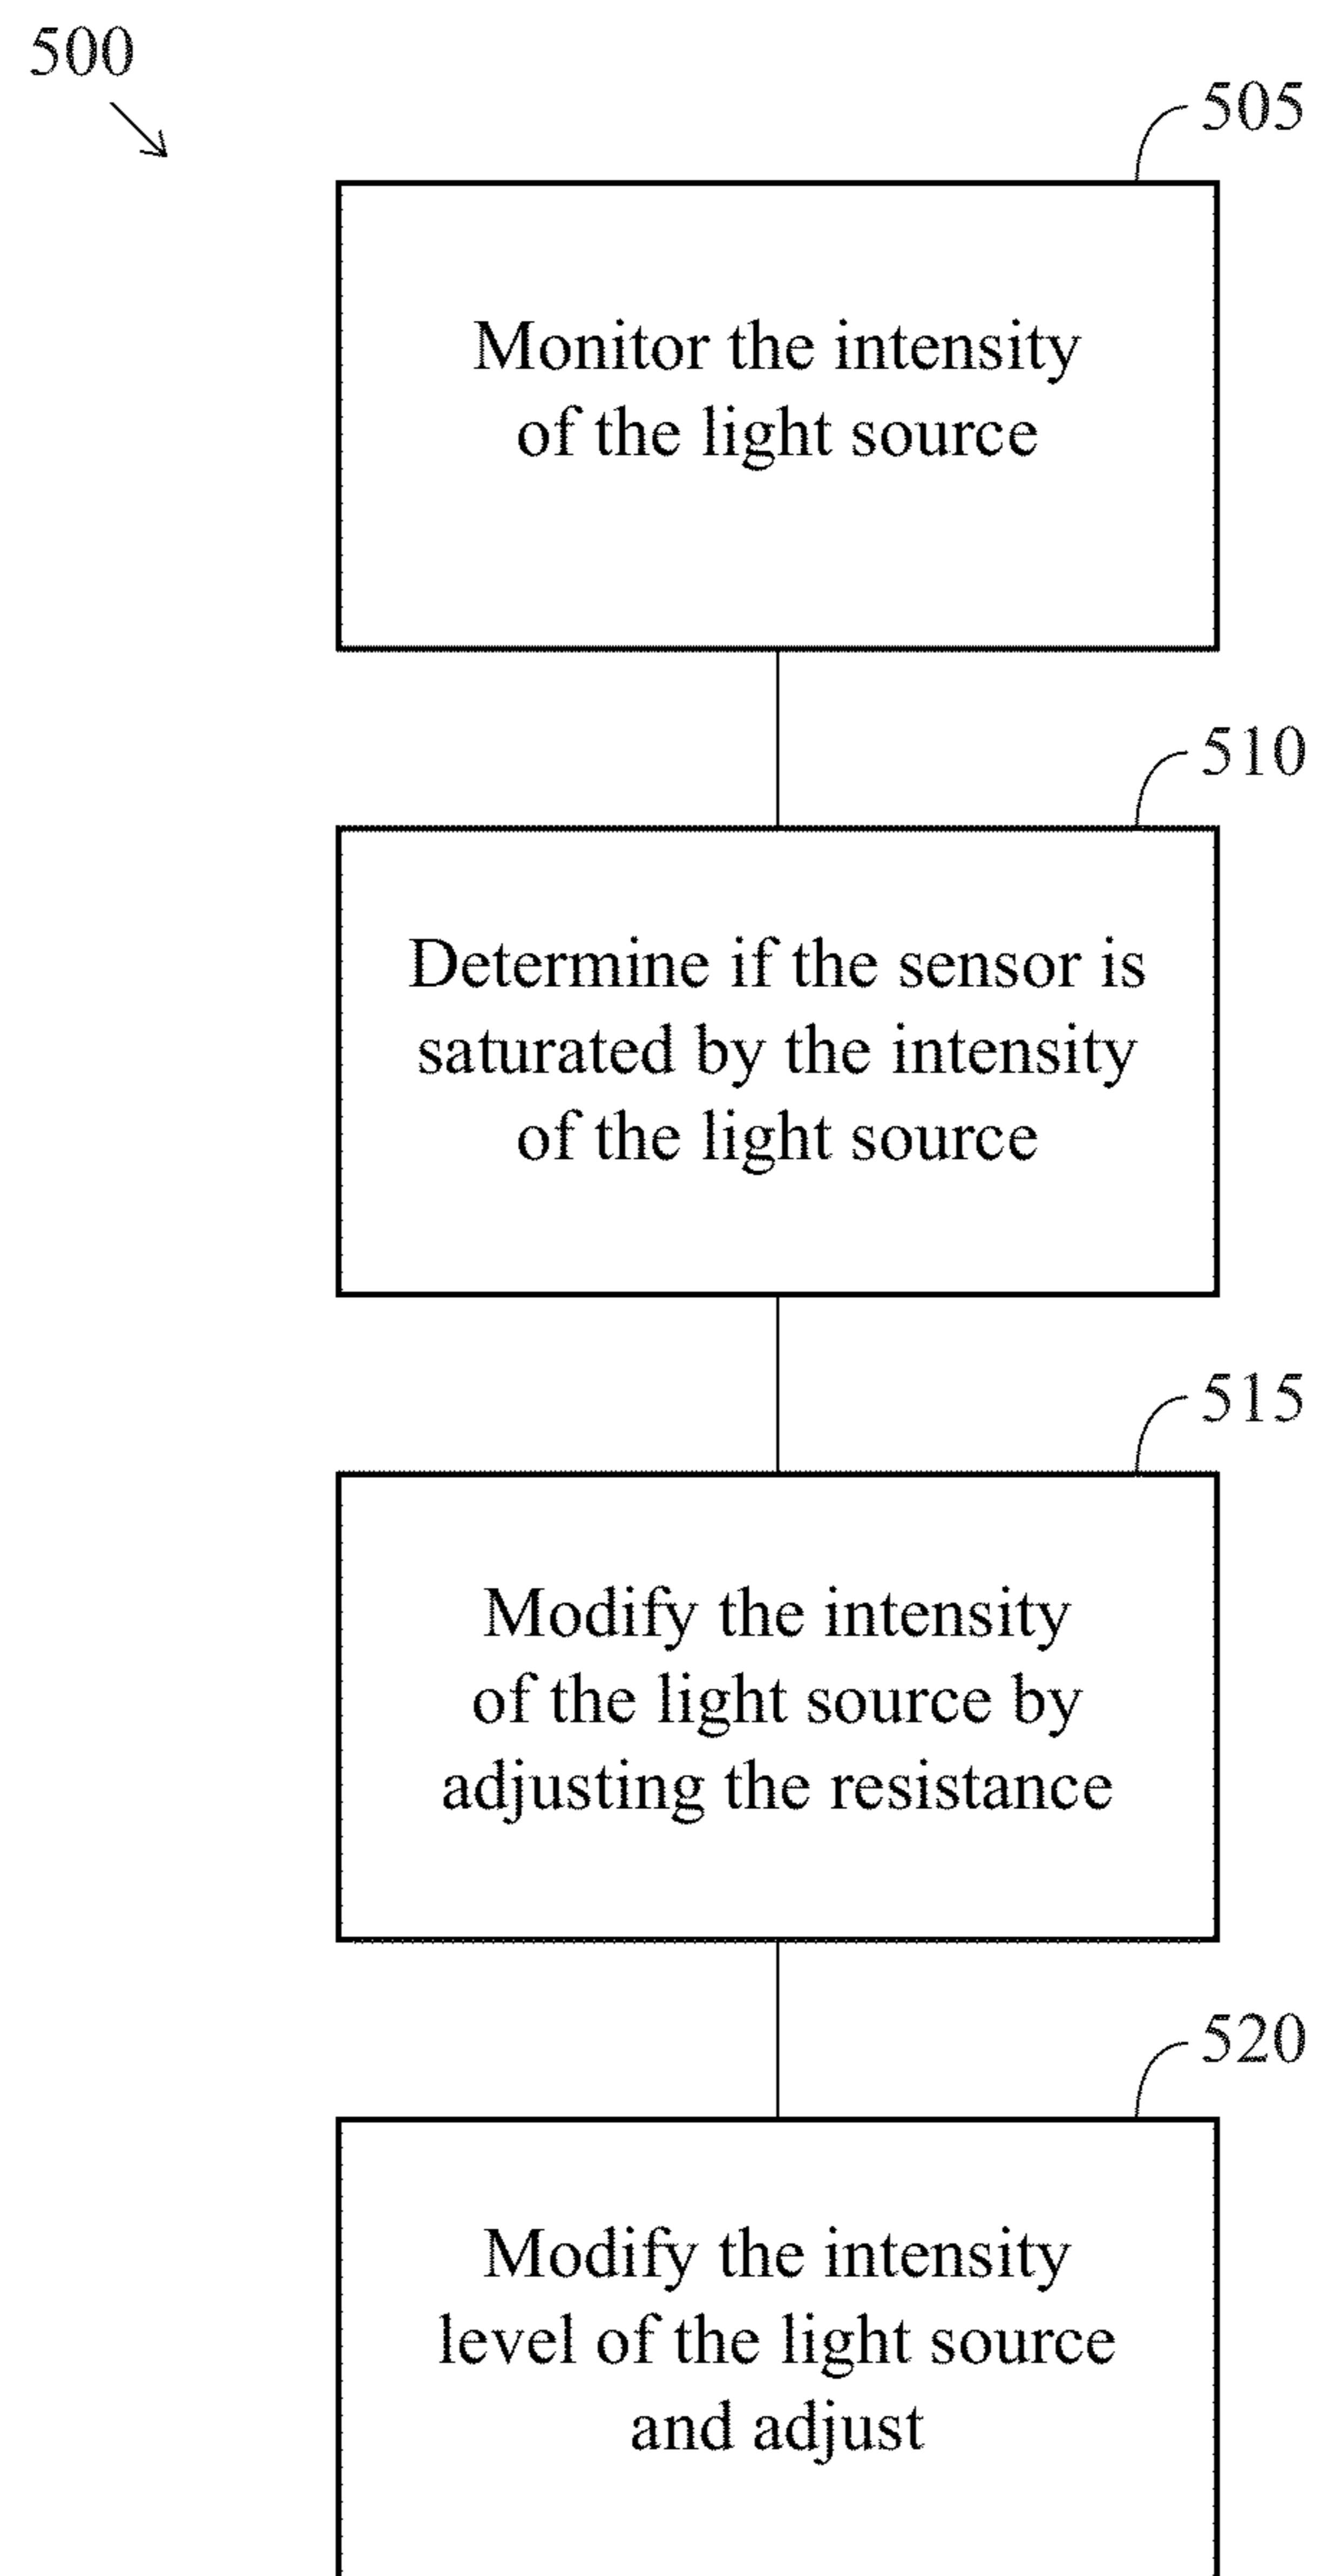 500
505
Monitor the intensity
of the light source
510
Determine if the sensor is
saturated by the intensity
of the light source
515
Modify the intensity
of the light source by
adjusting the resistance
520
Modify the intensity
level of the light source
and adjust